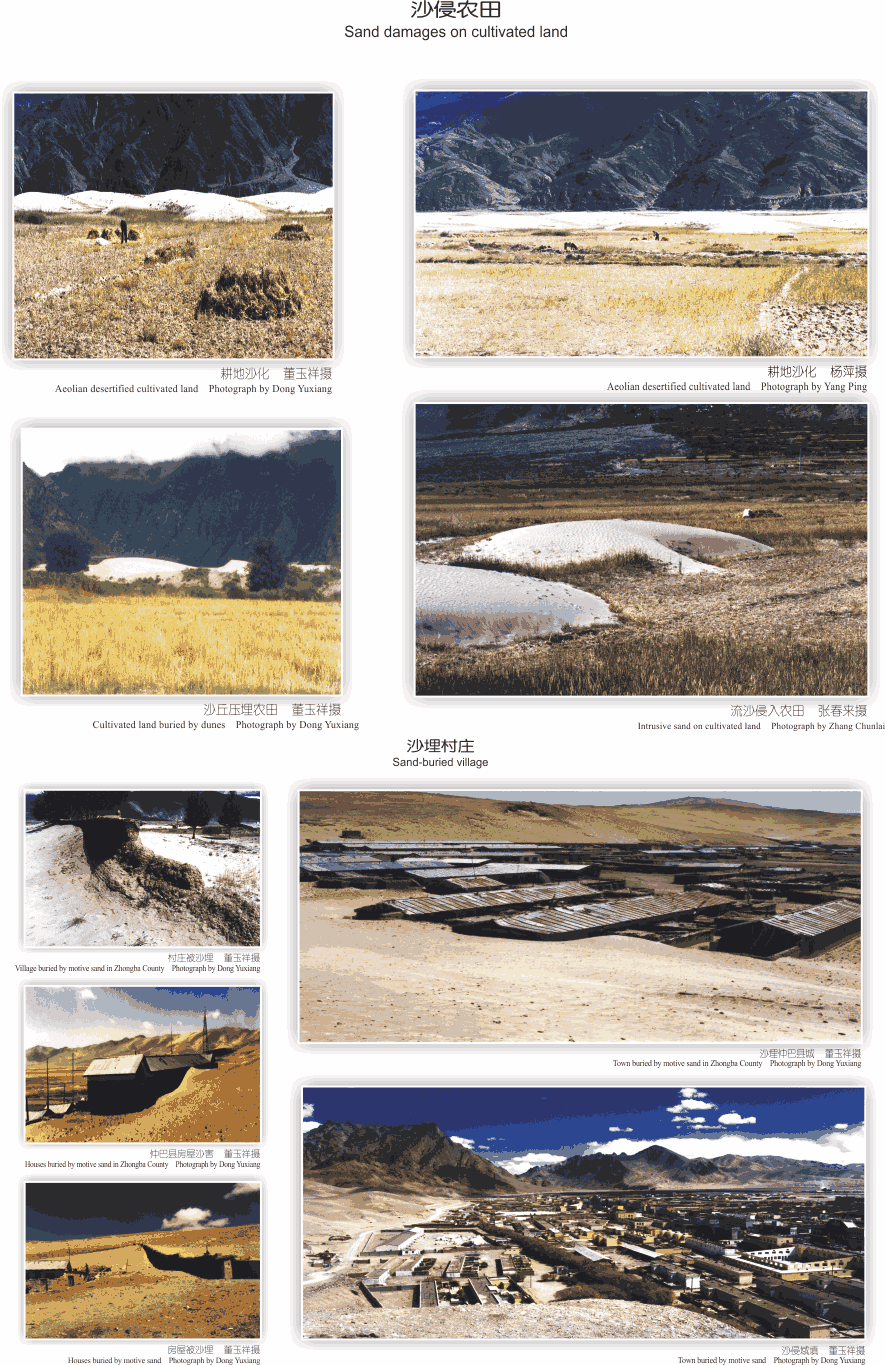 沙侵农田
Sand damages on cultivated land
耕地沙化 董玉祥摄
Aeolian desertified cultivated land Photograph by Dong Yuxiang
耕地沙化 杨萍摄
Aeolian desertified cultivated land Photograph by Yang Ping
沙丘压埋农田 董玉祥摄
Cultivated land buried by dunes Photograph by Dong Yuxiang
流沙侵入农田 张春来摄
Intrusive sand on cultivated land Photograph by Zhang Chunlai
沙埋村庄
Sand-buried village
村庄被沙埋 董玉祥摄
Village buried by motive sand in Zhongba County Photograph by Dong Yuxiang
沙埋仲巴县城 董玉祥摄
Town buried by motive sand in Zhongba County Photograph by Dong Yuxiang
仲巴县房屋沙害 董玉祥摄
Houses buried by motive sand in Zhongba County Photograph by Dong Yuxiang
房屋被沙埋 董玉祥摄
Houses buried by motive sand Photograph by Dong Yuxiang
沙侵城镇 董玉祥摄
Town buried by motive sand Photograph by Dong Yuxiang